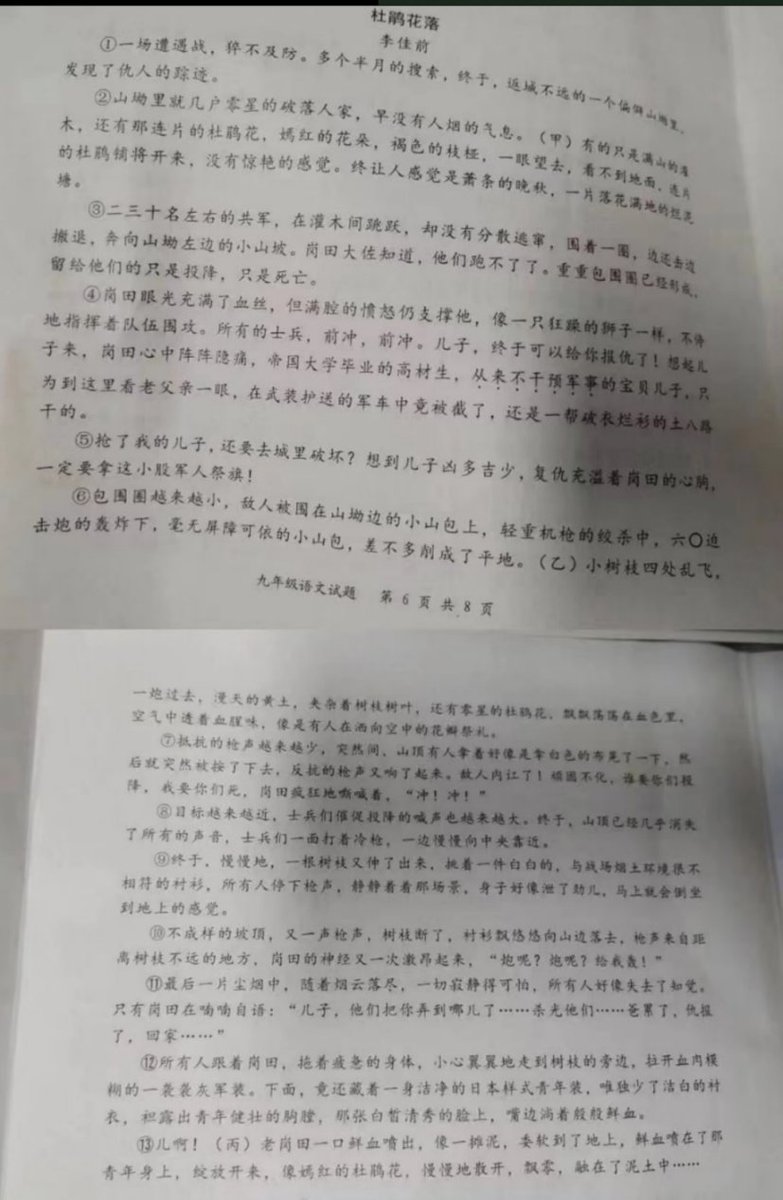 杜鹃花落
李佳前
①一场遭遇战，猝不及防。多个半月的搜索，终于，返城不远的一个偏僻山坳里，
发现了仇人的踪迹。
②山坳里就几户零星的破落人家，早没有人烟的气息。（甲）有的只是满山的灌
木，还有那连片的杜鹃花，嫣红的花朵，褐色的枝桠，一眼望去，看不到地面，连片
的杜鹃铺将开来，没有惊艳的感觉。终让人感觉是萧条的晚秋，一片落花满地的烂泥
塘。
③二三十名左右的共军，在灌木间跳跃，却没有分散逃窜，围着一圈，边还击边
撤退，奔向山坳左边的小山坡。岗田大佐知道，他们跑不了了。重重包围圈已经形成，
留给他们的只是投降，只是死亡。
④岗田眼光充满了血丝，但满腔的愤怒仍支撑他，像一只狂躁的狮子一样，不停
地指挥着队伍围攻。所有的士兵，前冲，前冲。儿子，终于可以给你报仇了！想起儿
子来，岗田心中阵阵隐痛，帝国大学毕业的高材生，从来不干预军事的宝贝儿子，只
为到这里看老父亲一眼，在武装护送的军车中竟被截了，还是一帮破衣烂衫的土八路
干的。
⑤抢了我的儿子，还要去城里破坏？想到儿子凶多吉少，复仇充溢着岗田的心胸，
一定要拿这小股军人祭旗！
⑥包围圈越来越小，敌人被围在山坳边的小山包上，轻重机枪的绞杀中，六〇迫
击炮的轰炸下，毫无屏障可依的小山包，差不多削成了平地。（乙）小树枝四处乱飞，
九年级语文试题 第 6 页 共 8 页
一炮过去，漫天的黄土，夹杂着树枝树叶，还有零星的杜鹃花，飘飘荡荡在血色里，
空气中透着血腥味，像是有人在洒向空中的花瓣祭礼。
⑦抵抗的枪声越来越少，突然间，山顶有人拿着好像是拿白色的布晃了一下，然
后就突然被按了下去，反抗的枪声又响了起来。敌人内讧了！顽固不化，谁要你们投
降，我要你们死，岗田疯狂地嘶喊着，“冲！冲！”
⑧目标越来越近，士兵们催促投降的喊声也越来越大。终于，山顶已经几乎消失
了所有的声音，士兵们一面打着冷枪，一边慢慢向中央靠近。
⑨终于，慢慢地，一根树枝又伸了出来，挑着一件白白的，与战场烟土环境很不
相符的衬衫，所有人停下枪声，静静着看那场景，身子好像泄了劲儿，马上就会倒坐
到地上的感觉。
⑩不成样的坡顶，又一声枪声，树枝断了，衬衫飘悠悠向山边落去，枪声来自距
离树枝不远的地方，岗田的神经又一次激昂起来，“炮呢？炮呢？给我轰！”
⑪最后一片尘烟中，随着烟云落尽，一切寂静得可怕，所有人好像失去了知觉。
只有岗田在喃喃自语：“儿子，他们把你弄到哪儿了……杀光他们……爸累了，仇报
了，回家……”
⑫所有人跟着岗田，拖着疲惫的身体，小心翼翼地走到树枝的旁边，拉开血肉模
糊的一袭袭灰军装。下面，竟还藏着一身洁净的日本样式青年装，唯独少了洁白的衬
衣，袒露出青年健壮的胸膛，那张白皙清秀的脸上，嘴边淌着殷殷鲜血。
⑬儿啊！（丙）老岗田一口鲜血喷出，像一摊泥，委软到了地上，鲜血喷在了那
青年身上，绽放开来，像嫣红的杜鹃花，慢慢地散开，飘零，融在了泥土中……